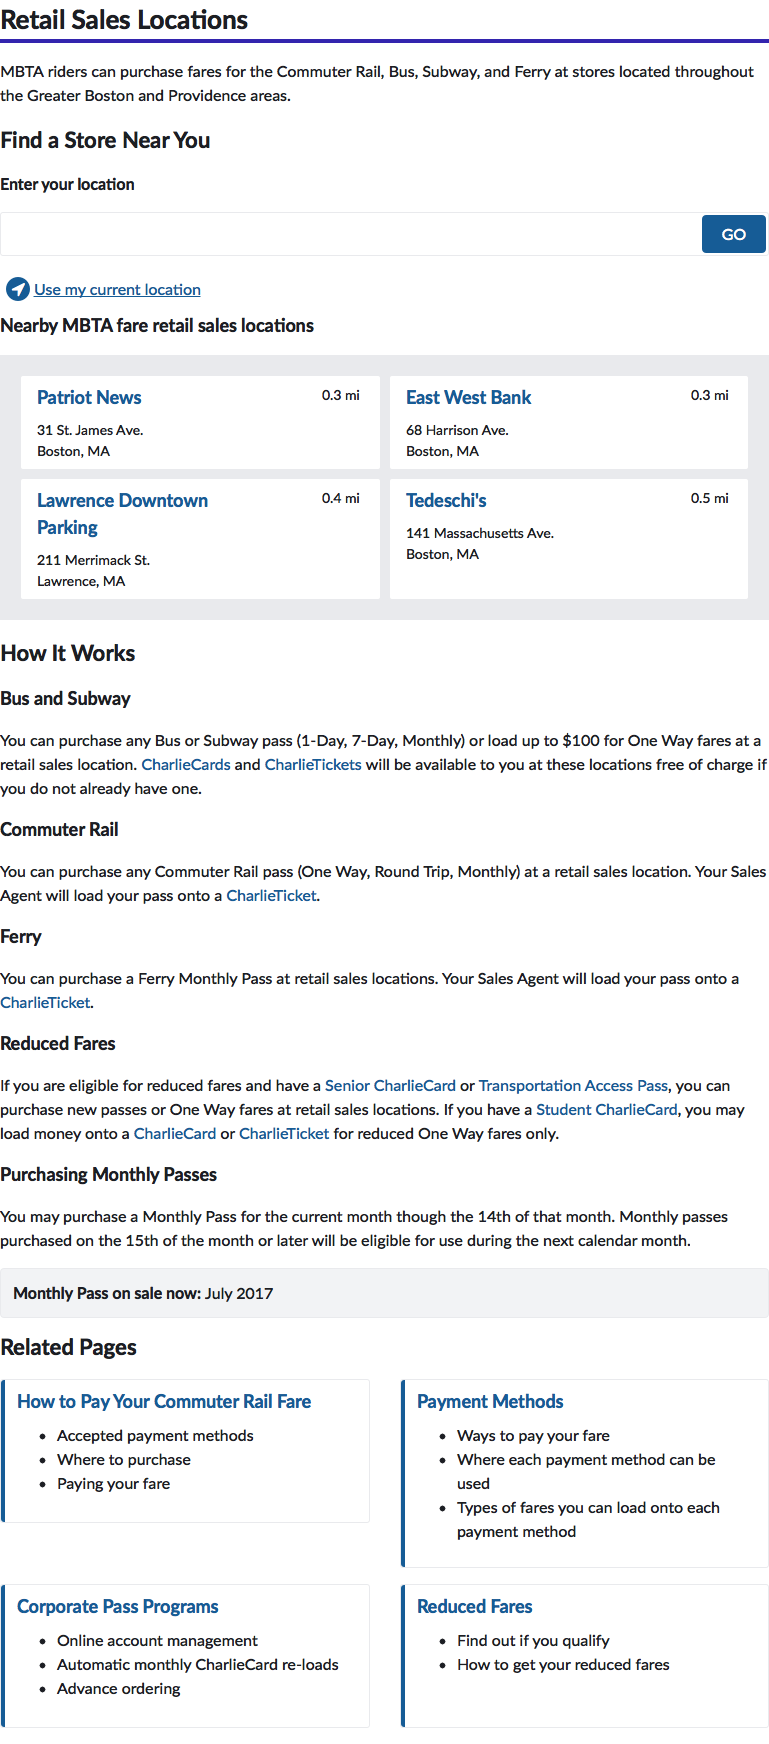 Retail Sales Locations
MBTA riders can purchase fares for the Commuter Rail, Bus, Subway, and Ferry at stores located throughout
the Greater Boston and Providence areas.
Find a Store Near You
Enter your location
GO
Use my current location
Nearby MBTA fare retail sales locations
Patriot News 0.3 mi
31 St. James Ave.
Boston, MA
East West Bank 0.3 mi
68 Harrison Ave.
Boston, MA
Lawrence Downtown 0.4 mi
Parking
211 Merrimack St.
Lawrence, MA
Tedeschi's 0.5 mi
141 Massachusetts Ave.
Boston, MA
How It Works
Bus and Subway
You can purchase any Bus or Subway pass (1-Day, 7-Day, Monthly) or load up to $100 for One Way fares at a
retail sales location. CharlieCards and CharlieTickets will be available to you at these locations free of charge if
you do not already have one.
Commuter Rail
You can purchase any Commuter Rail pass (One Way, Round Trip, Monthly) at a retail sales location. Your Sales
Agent will load your pass onto a CharlieTicket.
Ferry
You can purchase a Ferry Monthly Pass at retail sales locations. Your Sales Agent will load your pass onto a
CharlieTicket.
Reduced Fares
If you are eligible for reduced fares and have a Senior CharlieCard or Transportation Access Pass, you can
purchase new passes or One Way fares at retail sales locations. If you have a Student CharlieCard, you may
load money onto a CharlieCard or CharlieTicket for reduced One Way fares only.
Purchasing Monthly Passes
You may purchase a Monthly Pass for the current month though the 14th of that month. Monthly passes
purchased on the 15th of the month or later will be eligible for use during the next calendar month.
Monthly Pass on sale now: July 2017
Related Pages
How to Pay Your Commuter Rail Fare
• Accepted payment methods
• Where to purchase
• Paying your fare
Payment Methods
• Ways to pay your fare
• Where each payment method can be
used
• Types of fares you can load onto each
payment method
Corporate Pass Programs
• Online account management
• Automatic monthly CharlieCard re-loads
• Advance ordering
Reduced Fares
• Find out if you qualify
• How to get your reduced fares